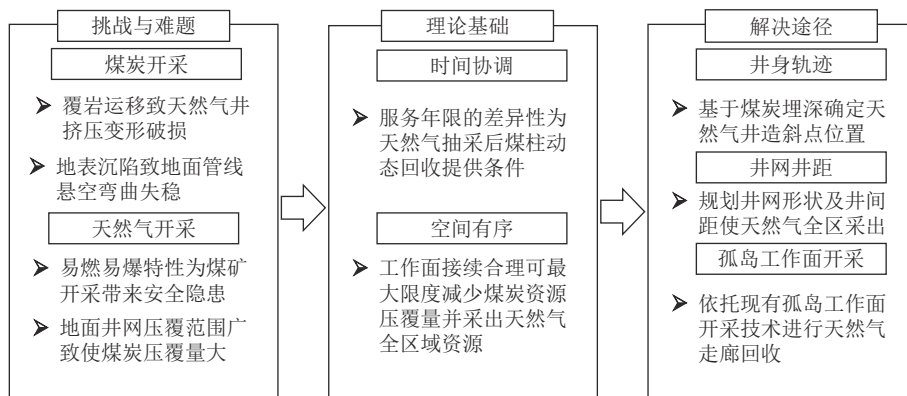 挑战与难题
煤炭开采
覆岩运移致天然气井
挤压变形破损
地表沉陷致地面管线
悬空弯曲失稳
天然气开采
易燃易爆特性为煤矿
开采带来安全隐患
地面井网压覆范围广
致使煤炭压覆量大
理论基础
时间协调
服务年限的差异性为
天然气抽采后煤柱动
态回收提供条件
空间有序
工作面接续合理可最
大限度减少煤炭资源
压覆量并采出天然气
全区域资源
解决途径
井身轨迹
基于煤炭埋深确定天
然气井造斜点位置
井网井距
规划井网形状及井间
距使天然气全区采出
孤岛工作面开采
依托现有孤岛工作面
开采技术进行天然气
走廊回收